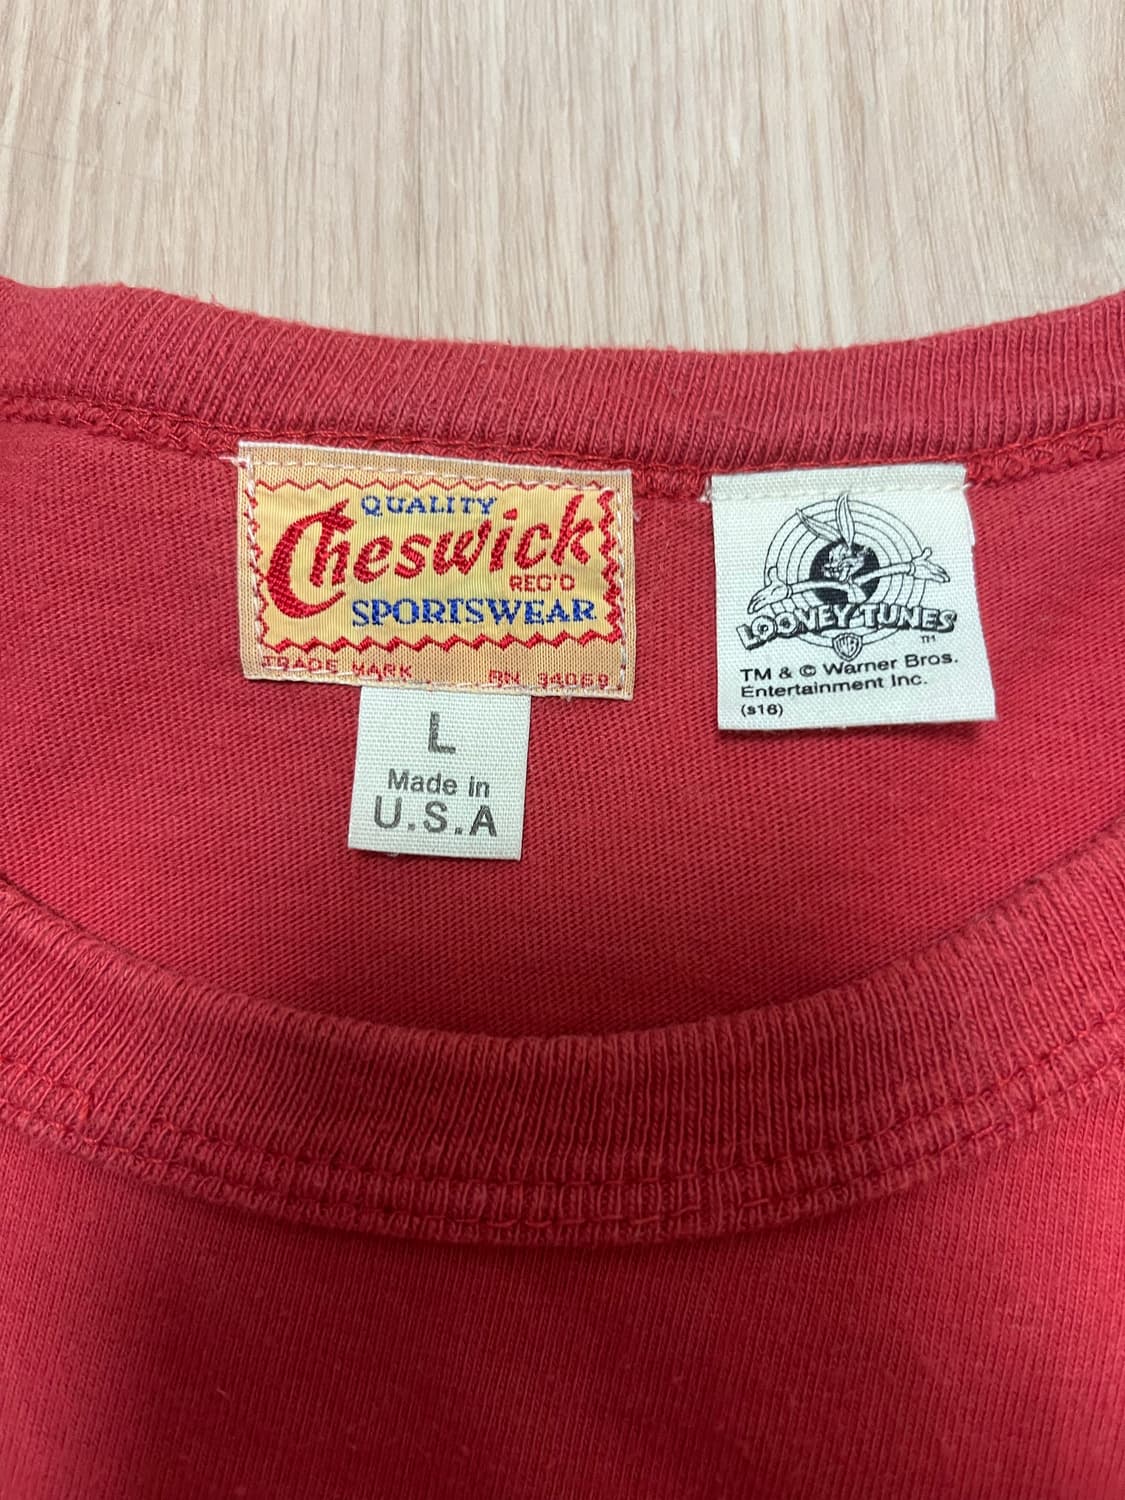 QUALITY
Cheswick
REG'D
SPORTSWEAR
TRADE MARK RN 34069
L
Made in
U.S.A
LOONEY TUNES
TM
WB
TM & © Warner Bros.
Entertainment Inc.
(s16)